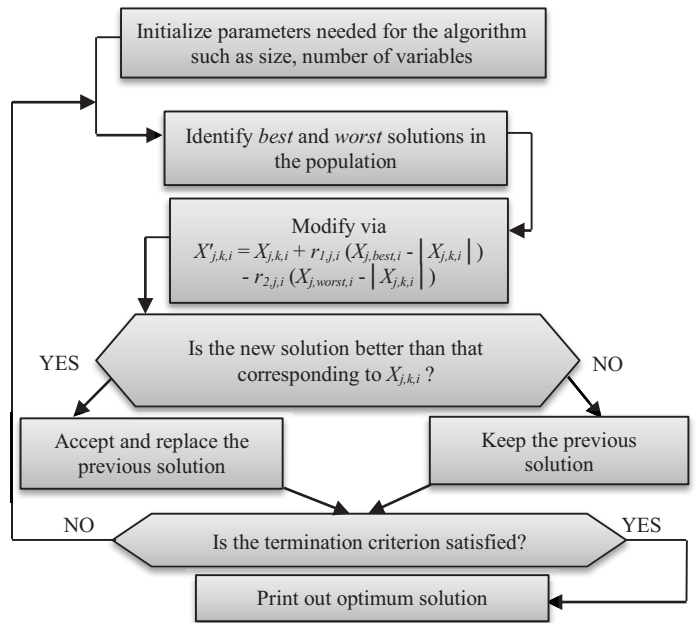 Initialize parameters needed for the algorithm
such as size, number of variables
Identify best and worst solutions in
the population
Modify via
X'j,k,i = Xj,k,i + r1,j,i (Xj,best,i - │Xj,k,i│)
- r2,j,i (Xj,worst,i - │Xj,k,i│)
Is the new solution better than that
corresponding to Xj,k,i ?
YES
NO
Accept and replace the
previous solution
Keep the previous
solution
NO
YES
Is the termination criterion satisfied?
Print out optimum solution